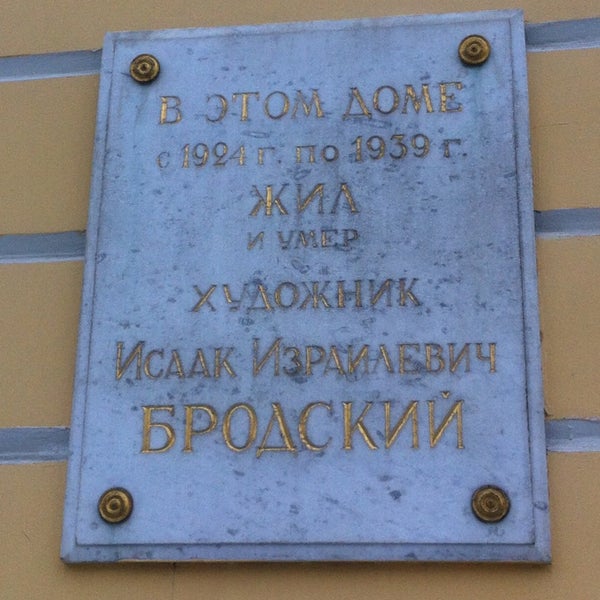 В ЭТОМ ДОМЕ
с 1924 г. по 1939 г.
ЖИЛ
И УМЕР
ХУДОЖНИК
ИСААК ИЗРАИЛЕВИЧ
БРОДСКИЙ